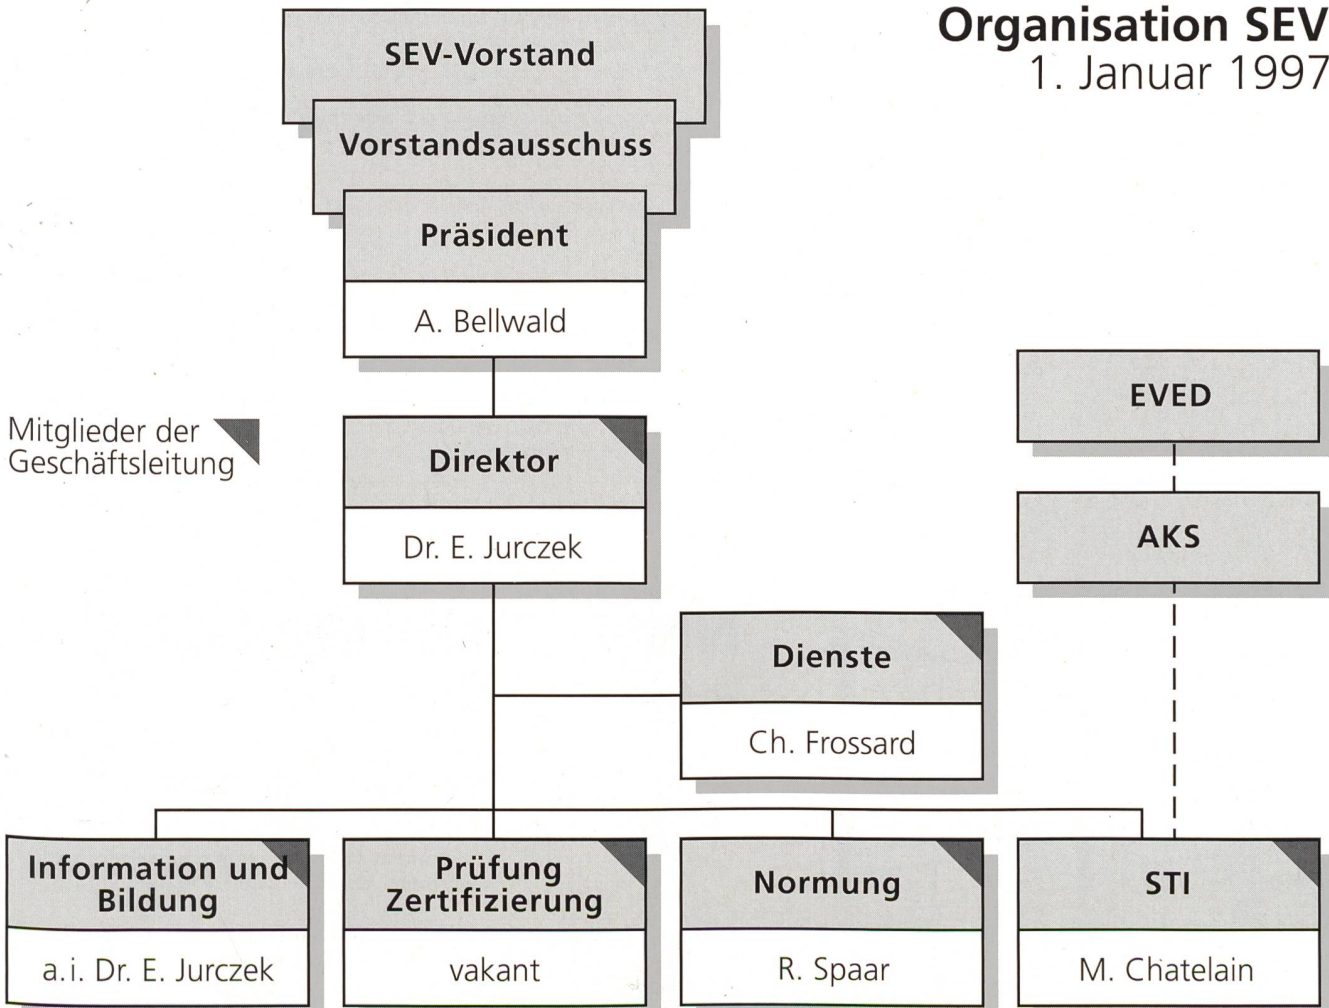 Organisation SEV
1. Januar 1997
SEV-Vorstand
Vorstandsausschuss
Präsident
A. Bellwald
Mitglieder der
Geschäftsleitung
Direktor
Dr. E. Jurczek
EVED
AKS
Dienste
Ch. Frossard
Information und
Bildung
a.i. Dr. E. Jurczek
Prüfung
Zertifizierung
vakant
Normung
R. Spaar
STI
M. Chatelain